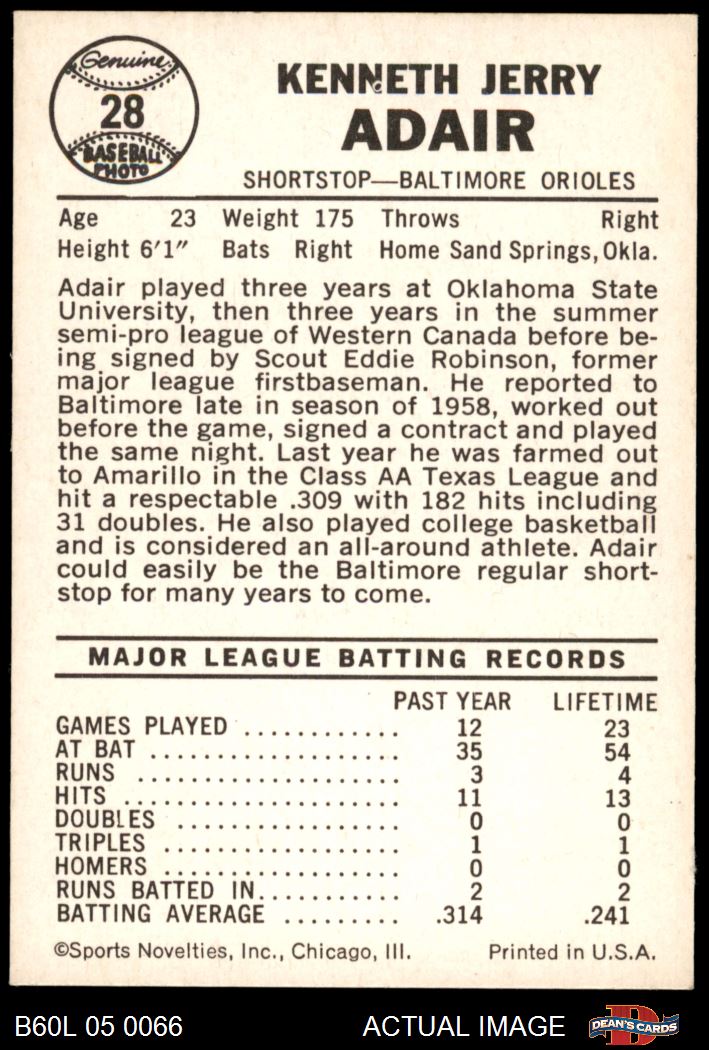 Genuine
28
BASEBALL
PHOTO
KENNETH JERRY
ADAIR
SHORTSTOP—BALTIMORE ORIOLES
Age 23 Weight 175 Throws Right
Height 6'1" Bats Right Home Sand Springs, Okla.
Adair played three years at Oklahoma State
University, then three years in the summer
semi-pro league of Western Canada before be-
ing signed by Scout Eddie Robinson, former
major league firstbaseman. He reported to
Baltimore late in season of 1958, worked out
before the game, signed a contract and played
the same night. Last year he was farmed out
to Amarillo in the Class AA Texas League and
hit a respectable .309 with 182 hits including
31 doubles. He also played college basketball
and is considered an all-around athlete. Adair
could easily be the Baltimore regular short-
stop for many years to come.
MAJOR LEAGUE BATTING RECORDS
PAST YEAR LIFETIME
GAMES PLAYED ............ 12 23
AT BAT .................... 35 54
RUNS ..................... 3 4
HITS ...................... 11 13
DOUBLES .................. 0 0
TRIPLES ................... 1 1
HOMERS ................... 0 0
RUNS BATTED IN........... 2 2
BATTING AVERAGE ......... .314 .241
©Sports Novelties, Inc., Chicago, Ill. Printed in U.S.A.
B60L 05 0066 ACTUAL IMAGE D DEAN'S CARDS